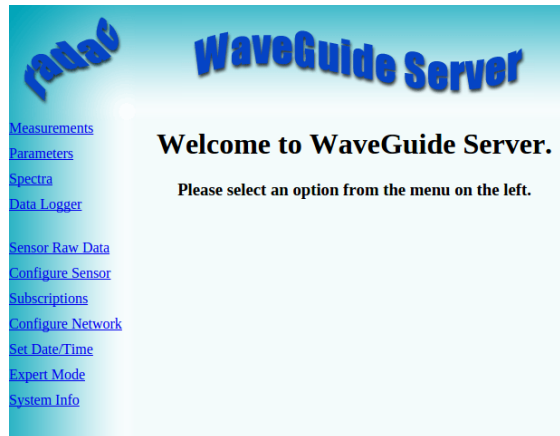 radac
WaveGuide Server
Measurements
Parameters
Spectra
Data Logger
Sensor Raw Data
Configure Sensor
Subscriptions
Configure Network
Set Date/Time
Expert Mode
System Info
Welcome to WaveGuide Server.
Please select an option from the menu on the left.